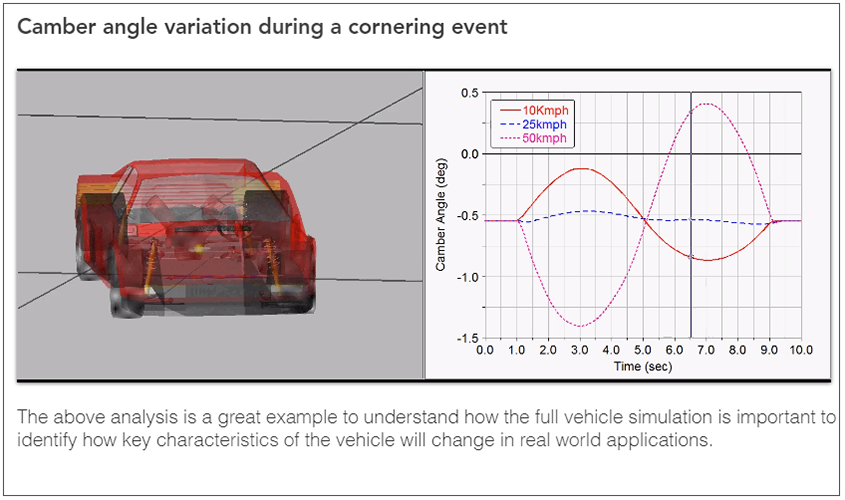 Camber angle variation during a cornering event
0.5
0.0
-0.5
-1.0
-1.5
Camber Angle (deg)
10Kmph
25kmph
50kmph
0.0 1.0 2.0 3.0 4.0 5.0 6.0 7.0 8.0 9.0 10.0
Time (sec)
The above analysis is a great example to understand how the full vehicle simulation is important to
identify how key characteristics of the vehicle will change in real world applications.